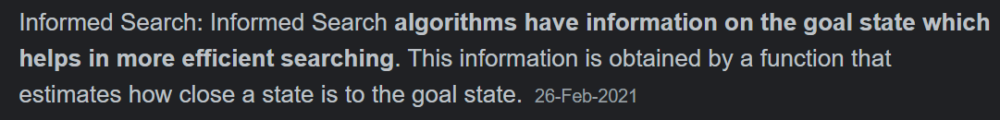 Informed Search: Informed Search algorithms have information on the goal state which
helps in more efficient searching. This information is obtained by a function that
estimates how close a state is to the goal state. 26-Feb-2021